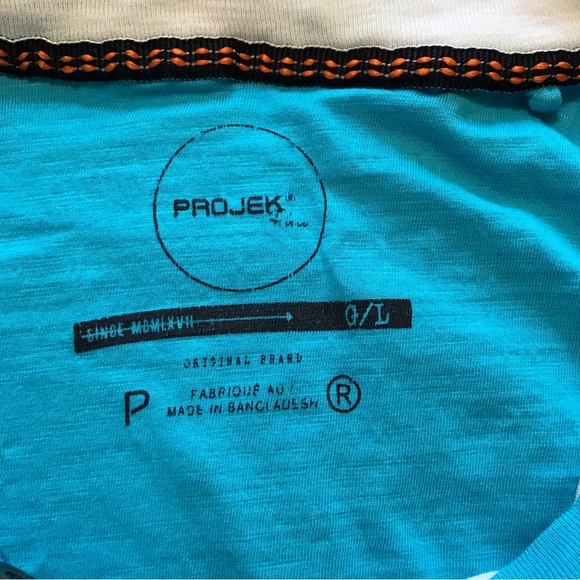 PROJEK
SINCE MCMLXVII G/L
ORIGINAL BRAND
P FABRIQUÉ AU /
MADE IN BANGLADESH ®